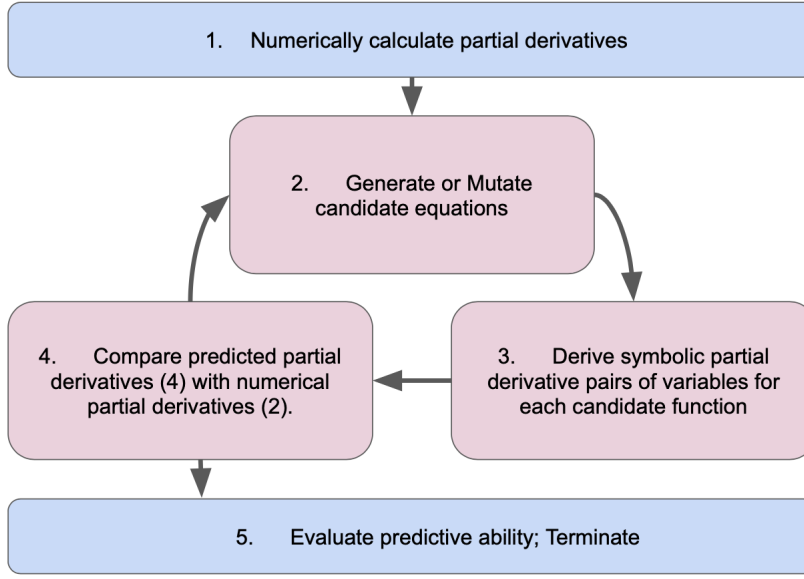 1. Numerically calculate partial derivatives
2. Generate or Mutate
candidate equations
3. Derive symbolic partial
derivative pairs of variables for
each candidate function
4. Compare predicted partial
derivatives (4) with numerical
partial derivatives (2).
5. Evaluate predictive ability; Terminate